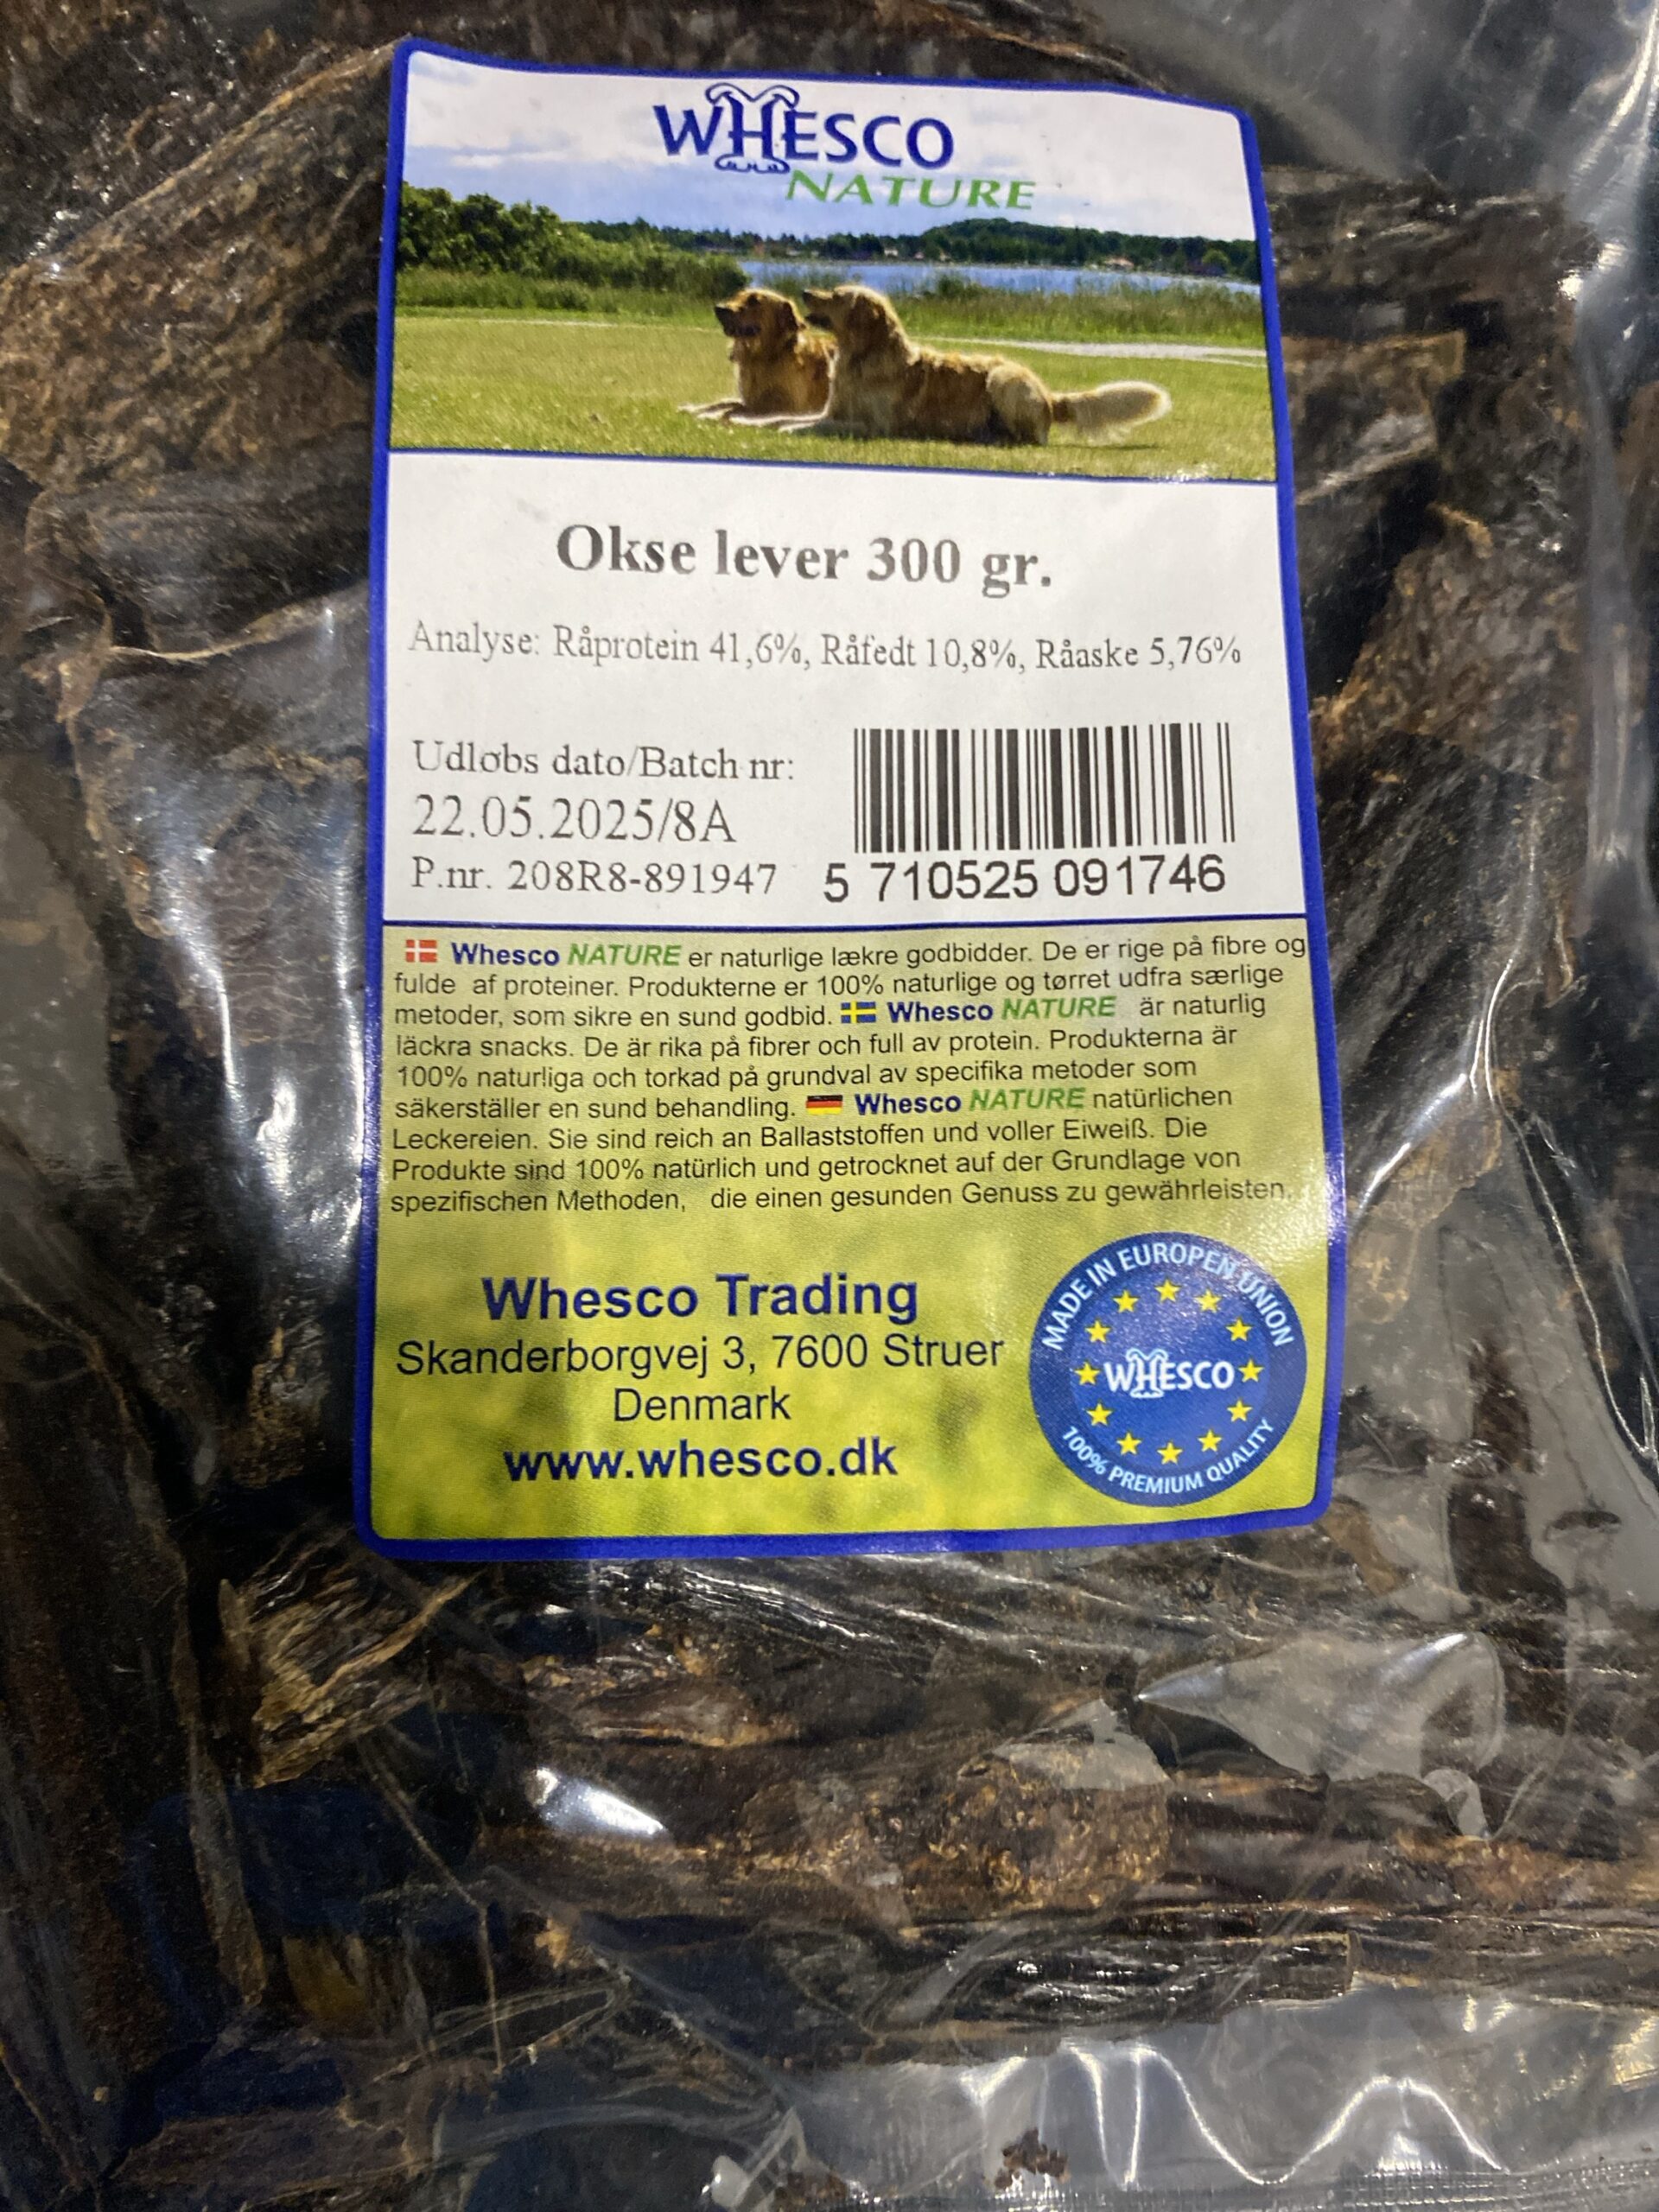 WHESCO
NATURE
Okse lever 300 gr.
Analyse: Råprotein 41,6%, Råfedt 10,8%, Råaske 5,76%
Udløbs dato/Batch nr:
22.05.2025/8A
P.nr. 208R8-891947
5 710525 091746
Whesco NATURE er naturlige lækre godbidder. De er rige på fibre og
fulde af proteiner. Produkterne er 100% naturlige og tørret udfra særlige
metoder, som sikre en sund godbid. Whesco NATURE är naturlig
läckra snacks. De är rika på fibrer och full av protein. Produkterna är
100% naturliga och torkad på grundval av specifika metoder som
säkerställer en sund behandling. Whesco NATURE natürlichen
Leckereien. Sie sind reich an Ballaststoffen und voller Eiweiß. Die
Produkte sind 100% natürlich und getrocknet auf der Grundlage von
spezifischen Methoden, die einen gesunden Genuss zu gewährleisten.
Whesco Trading
Skanderborgvej 3, 7600 Struer
Denmark
www.whesco.dk
MADE IN EUROPEN UNION
WHESCO
100% PREMIUM QUALITY